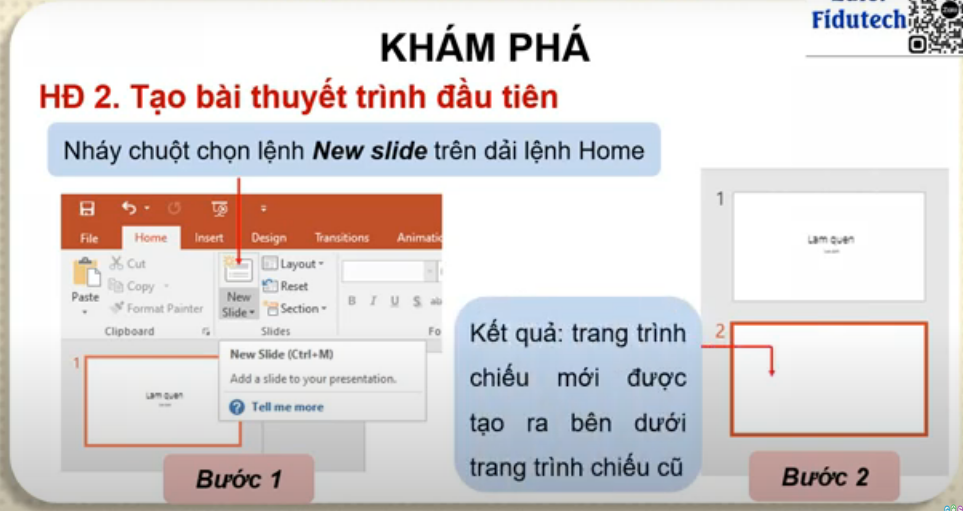 Fidutech
KHÁM PHÁ
HĐ 2. Tạo bài thuyết trình đầu tiên
Nháy chuột chọn lệnh New slide trên dải lệnh Home
File Home Insert Design Transitions
Paste
Cut
Copy
Format Painter
Clipboard
New
Slide
Layout
Reset
Section
Slides
B I U S
Fo
New Slide (Ctrl+M)
Add a slide to your presentation.
Tell me more
1
Lam quen
Bước 1
Kết quả: trang trình
chiếu mới được
tạo ra bên dưới
trang trình chiếu cũ
1
Lam quen
2
Bước 2